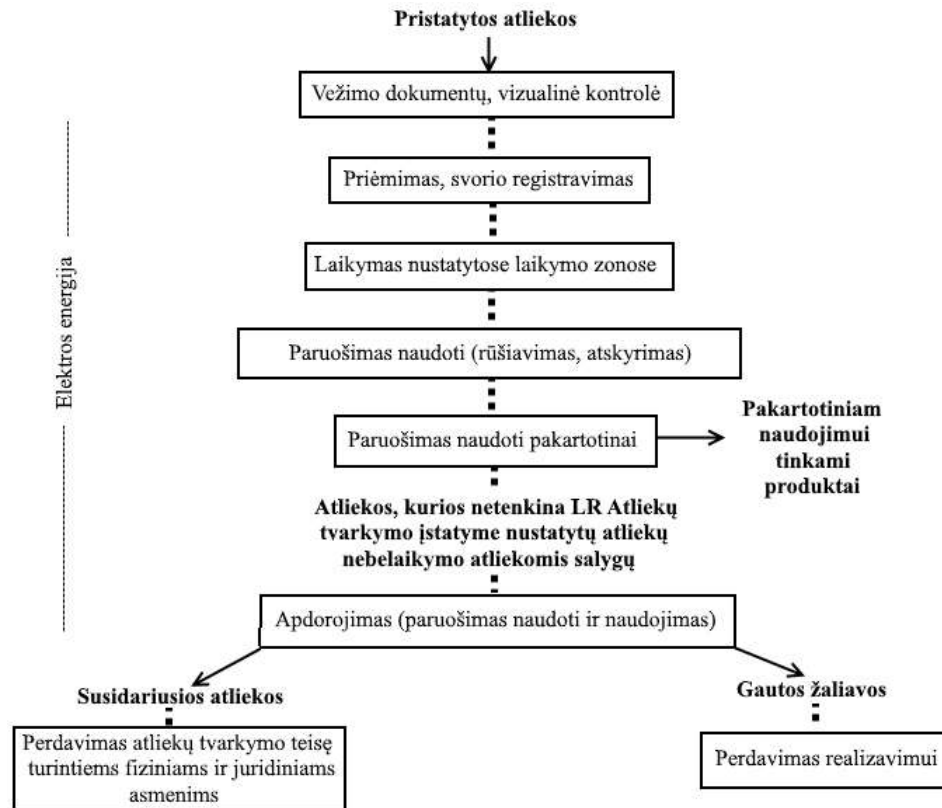 Pristatytos atliekos
Vežimo dokumentų, vizualinė kontrolė
Priėmimas, svorio registravimas
Laikymas nustatytose laikymo zonose
Elektros energija
Paruošimas naudoti (rūšiavimas, atskyrimas)
Paruošimas naudoti pakartotinai
Pakartotiniam
naudojimui
tinkami
produktai
Atliekos, kurios netenkina LR Atliekų
tvarkymo įstatyme nustatytų atliekų
nebelaikymo atliekomis salygų
Apdorojimas (paruošimas naudoti ir naudojimas)
Susidariusios atliekos
Perdavimas atliekų tvarkymo teisę
turintiems fiziniams ir juridiniams
asmenims
Gautos žaliavos
Perdavimas realizavimui